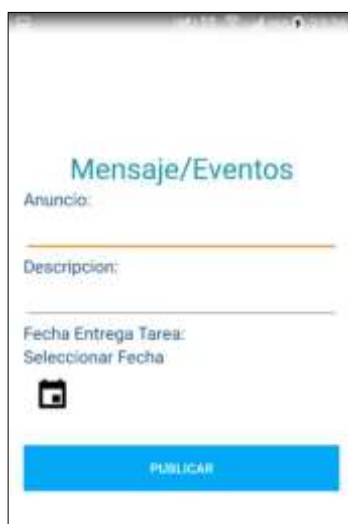 Mensaje/Eventos
Anuncio:
Descripcion:
Fecha Entrega Tarea:
Seleccionar Fecha
PUBLICAR